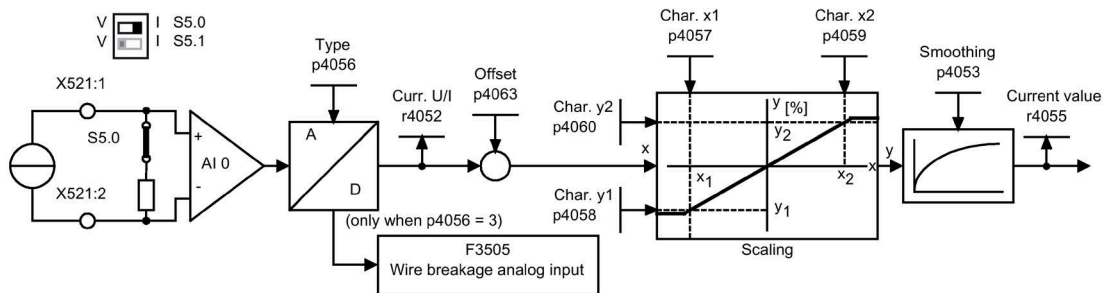 V I S5.0
V I S5.1
X521:1
S5.0
X521:2
+
-
AI 0
Type
p4056
A
D
Curr. U/I
r4052
Offset
p4063
(only when p4056 = 3)
F3505
Wire breakage analog input
Char. x1
p4057
Char. x2
p4059
Char. y2
p4060
x
Char. y1
p4058
y [%]
y2
x1
x2
x
y1
Scaling
y
Smoothing
p4053
Current value
r4055